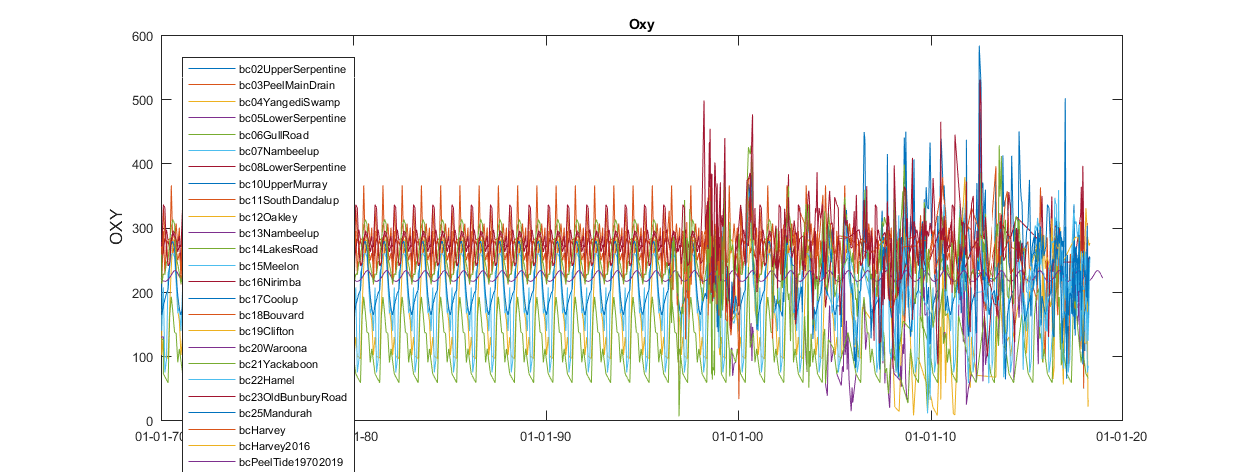 Oxy
600
500
400
300
200
100
0
OXY
bc02UpperSerpentine
bc03PeelMainDrain
bc04YangediSwamp
bc05LowerSerpentine
bc06GullRoad
bc07Nambeelup
bc08LowerSerpentine
bc10UpperMurray
bc11SouthDandalup
bc12Oakley
bc13Nambeelup
bc14LakesRoad
bc15Meelon
bc16Nirimba
bc17Coolup
bc18Bouvard
bc19Clifton
bc20Waroona
bc21Yackaboon
bc22Hamel
bc23OldBunburyRoad
bc25Mandurah
bcHarvey
bcHarvey2016
bcPeelTide19702019
01-01-70
1-80
01-01-90
01-01-00
01-01-10
01-01-20